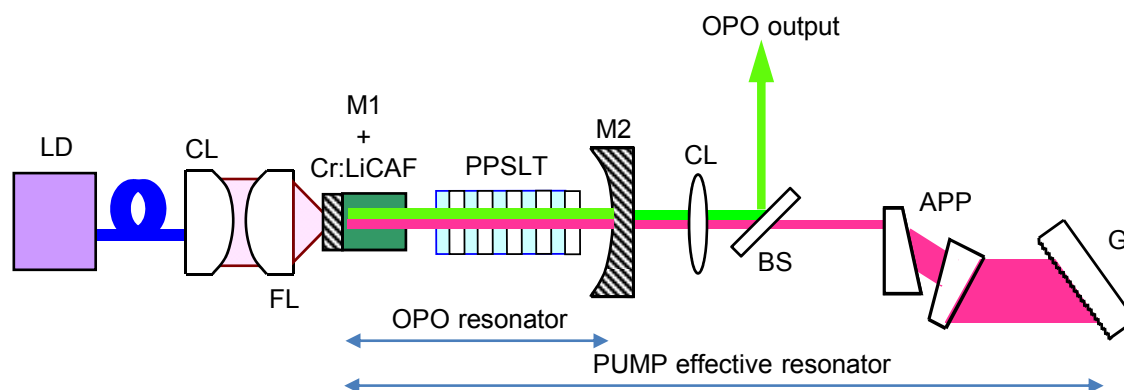 OPO output
M1
+
Cr:LiCAF
M2
LD
CL
PPSLT
CL
APP
G
BS
FL
OPO resonator
PUMP effective resonator